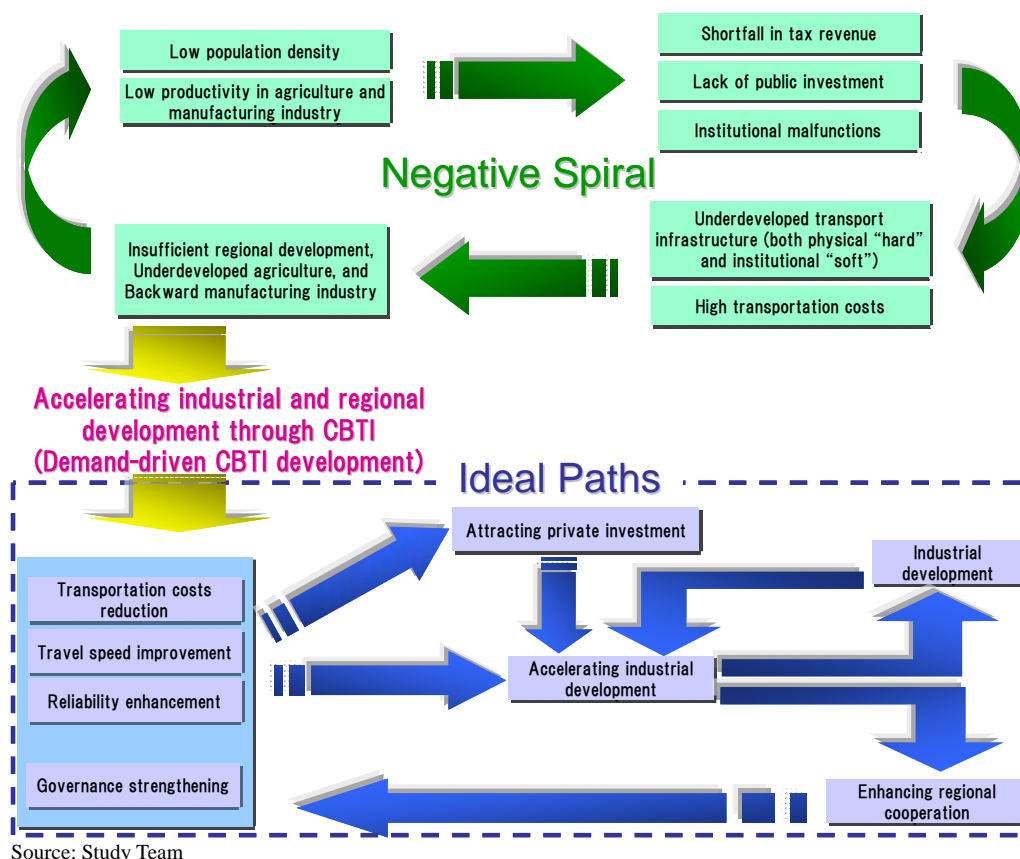 Low population density
Low productivity in agriculture and
manufacturing industry
Shortfall in tax revenue
Lack of public investment
Institutional malfunctions
Negative Spiral
Insufficient regional development,
Underdeveloped agriculture, and
Backward manufacturing industry
Underdeveloped transport
infrastructure (both physical “hard”
and institutional “soft”)
High transportation costs
Accelerating industrial and regional
development through CBTI
(Demand-driven CBTI development)
Ideal Paths
Attracting private investment
Industrial
development
Transportation costs
reduction
Travel speed improvement
Reliability enhancement
Governance strengthening
Accelerating industrial
development
Enhancing regional
cooperation
Source: Study Team